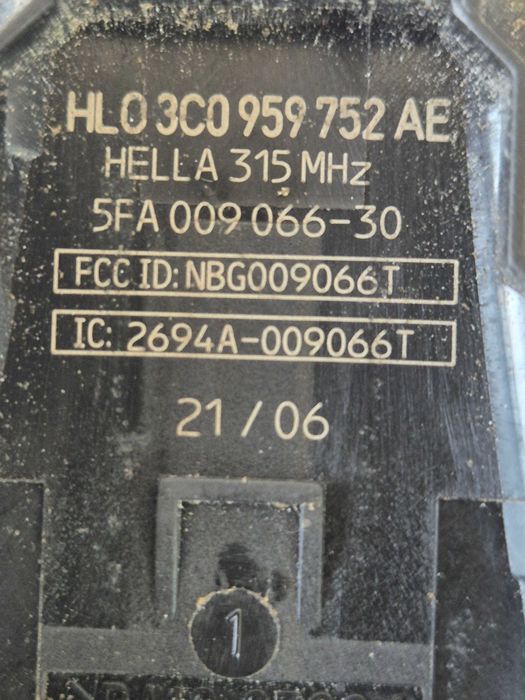 HLO 3C0 959 752 AE
HELLA 315 MHz
5FA 009 066-30
FCC ID: NBG009066T
IC: 2694A-009066T
21 / 06
1